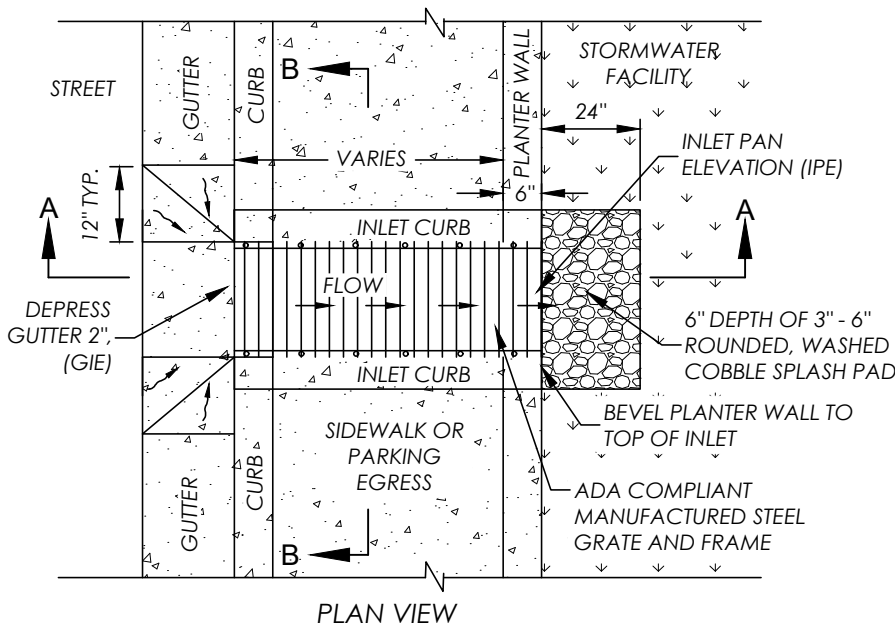 STREET
GUTTER
CURB
B
PLANTER WALL
STORMWATER
FACILITY
24"
INLET PAN
ELEVATION (IPE)
VARIES
6"
12" TYP.
A
A
INLET CURB
FLOW
DEPRESS
GUTTER 2",
(GIE)
6" DEPTH OF 3" - 6"
ROUNDED, WASHED
COBBLE SPLASH PAD
INLET CURB
BEVEL PLANTER WALL TO
TOP OF INLET
SIDEWALK OR
PARKING
EGRESS
GUTTER
CURB
ADA COMPLIANT
MANUFACTURED STEEL
GRATE AND FRAME
B
PLAN VIEW